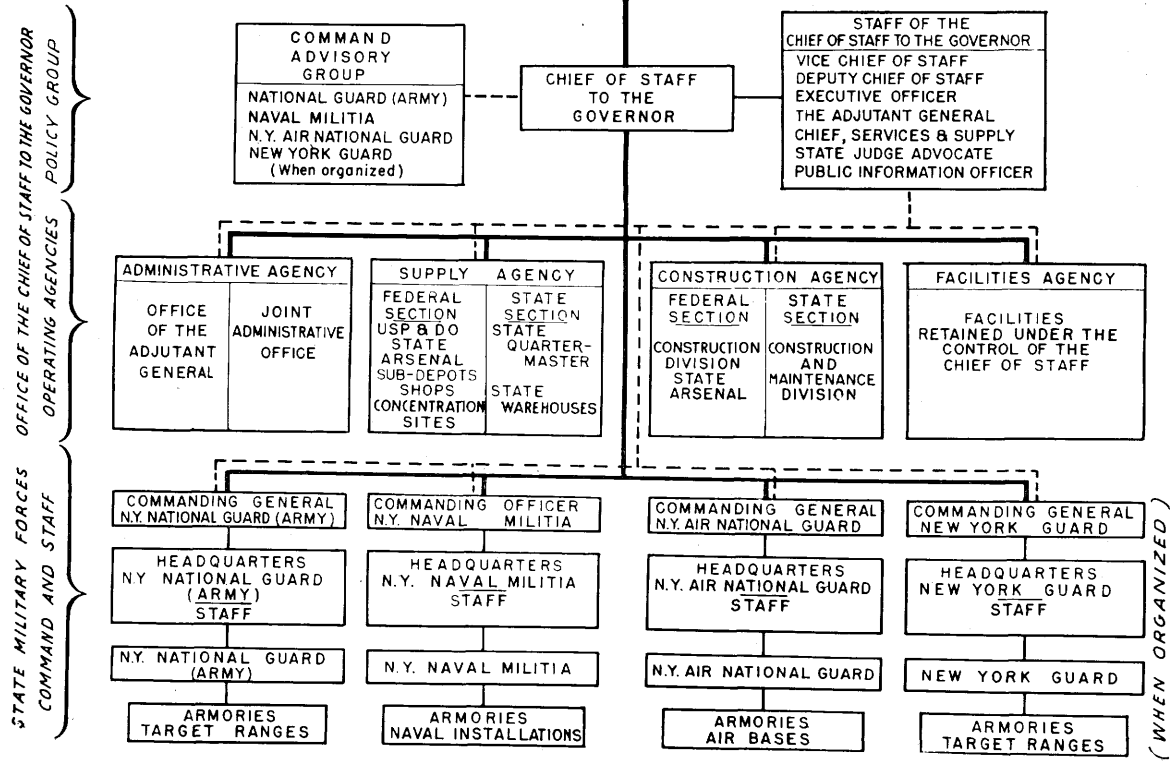 OFFICE OF THE CHIEF OF STAFF TO THE GOVERNOR
POLICY GROUP
COMMAND
ADVISORY
GROUP
NATIONAL GUARD (ARMY)
NAVAL MILITIA
N.Y. AIR NATIONAL GUARD
NEW YORK GUARD
(When organized)
CHIEF OF STAFF
TO THE
GOVERNOR
STAFF OF THE
CHIEF OF STAFF TO THE GOVERNOR
VICE CHIEF OF STAFF
DEPUTY CHIEF OF STAFF
EXECUTIVE OFFICER
THE ADJUTANT GENERAL
CHIEF, SERVICES & SUPPLY
STATE JUDGE ADVOCATE
PUBLIC INFORMATION OFFICER
OPERATING AGENCIES
ADMINISTRATIVE AGENCY
OFFICE
OF THE
ADJUTANT
GENERAL
JOINT
ADMINISTRATIVE
OFFICE
SUPPLY AGENCY
FEDERAL
SECTION
USP & DO
STATE
ARSENAL
SUB-DEPOTS
SHOPS
CONCENTRATION
SITES
STATE
SECTION
STATE
QUARTER-
MASTER
STATE
WAREHOUSES
CONSTRUCTION AGENCY
FEDERAL
SECTION
CONSTRUCTION
DIVISION
STATE
ARSENAL
STATE
SECTION
CONSTRUCTION
AND
MAINTENANCE
DIVISION
FACILITIES AGENCY
FACILITIES
RETAINED UNDER THE
CONTROL OF THE
CHIEF OF STAFF
STATE MILITARY FORCES
COMMAND AND STAFF
COMMANDING GENERAL
N.Y. NATIONAL GUARD (ARMY)
HEADQUARTERS
N.Y NATIONAL GUARD
(ARMY)
STAFF
N.Y. NATIONAL GUARD
(ARMY)
ARMORIES
TARGET RANGES
COMMANDING OFFICER
N.Y. NAVAL MILITIA
HEADQUARTERS
N.Y. NAVAL MILITIA
STAFF
N.Y. NAVAL MILITIA
ARMORIES
NAVAL INSTALLATIONS
COMMANDING GENERAL
N.Y. AIR NATIONAL GUARD
HEADQUARTERS
N.Y. AIR NATIONAL GUARD
STAFF
N.Y. AIR NATIONAL GUARD
ARMORIES
AIR BASES
COMMANDING GENERAL
NEW YORK GUARD
HEADQUARTERS
NEW YORK GUARD
STAFF
NEW YORK GUARD
ARMORIES
TARGET RANGES
(WHEN ORGANIZED)